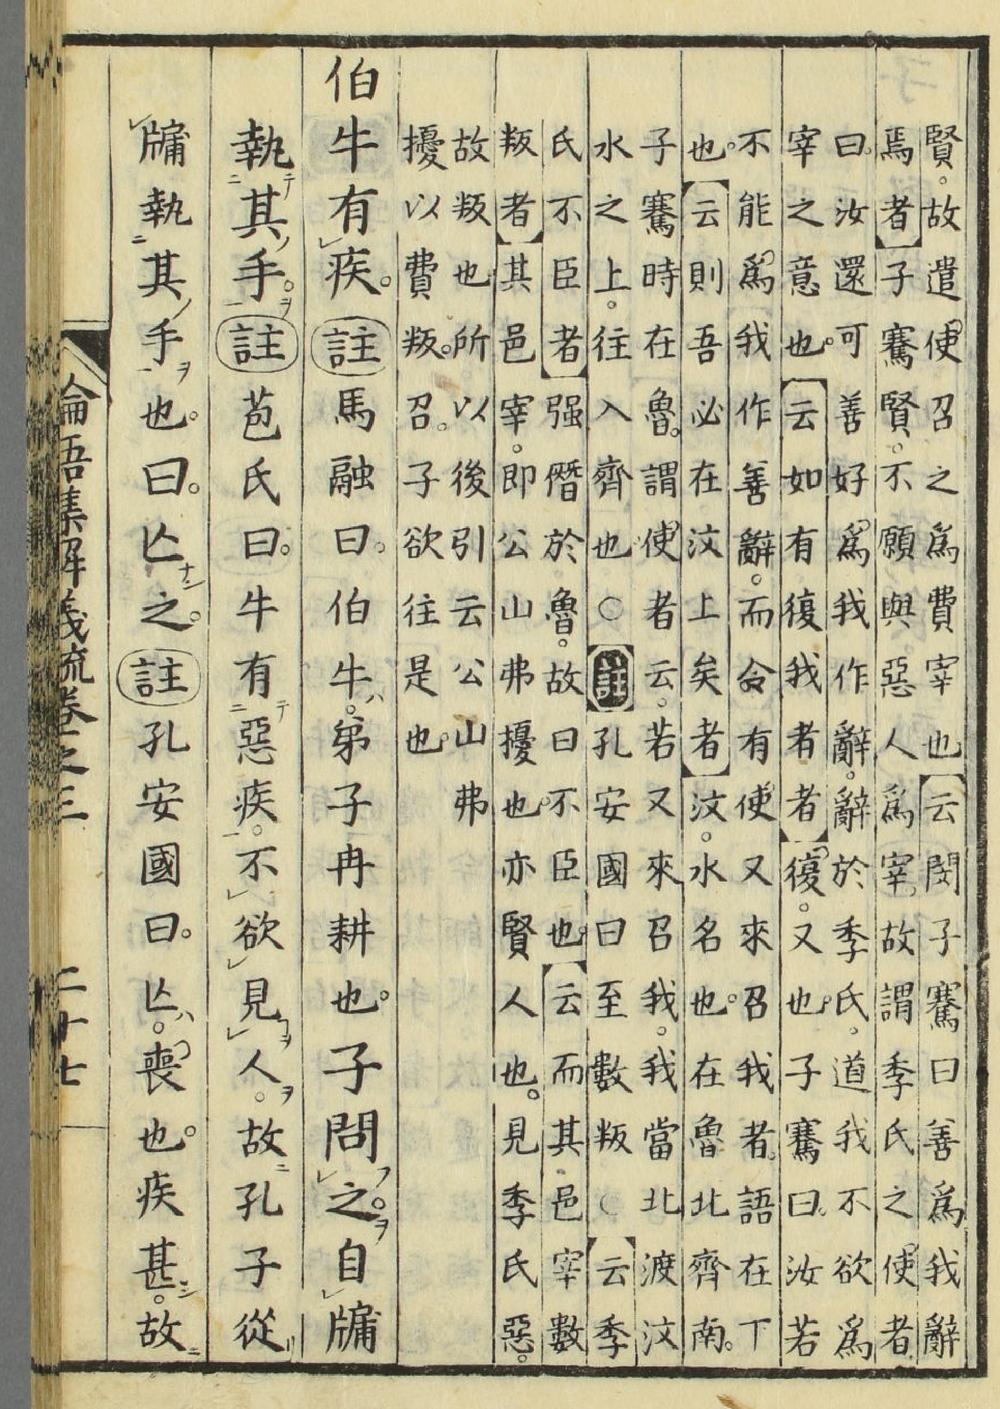 賢。故遣使召之爲費宰也【云閔子騫曰善爲我辭
焉者】子騫賢。不願與惡人爲宰。故謂季氏之使者
曰。汝還可善好爲我作辭。辭於季氏。道我不欲爲
宰之意也。【云如有復我者者】復。又也。子騫曰。汝若
不能爲我作善辭。而令有使又來召我者。語在下
也。【云則吾必在汶上矣者】汶。水名也。在魯北齊南。
子騫時在魯。謂使者云。若又來召我。我當北渡汶
水之上。往入齊也○註孔安國曰至數叛○【云季
氏不臣者】强僭於魯。故曰不臣也。【云而其邑宰數
叛者】其邑宰。即公山弗擾也。亦賢人也。見季氏惡。
故叛也。所以後引云公山弗
擾以費叛。召。子欲往是也。
伯牛有疾。註馬融曰。伯牛。弟子冉耕也。子問之。自牖
執其手。註苞氏曰。牛有惡疾。不欲見人。故孔子從
牖執其手也。曰。亾之。註孔安國曰。亾。喪也。疾甚。故
論語集解義疏卷之三 二十七